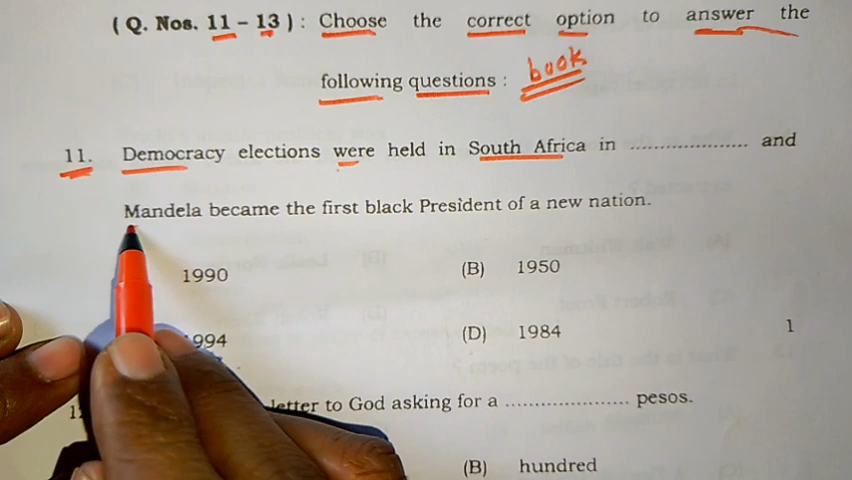 ( Q. Nos. 11 – 13 ) : Choose the correct option to answer the
following questions : book
11. Democracy elections were held in South Africa in .................... and
Mandela became the first black President of a new nation.
1990 (B) 1950
994 (D) 1984 1
letter to God asking for a .................... pesos.
(B) hundred